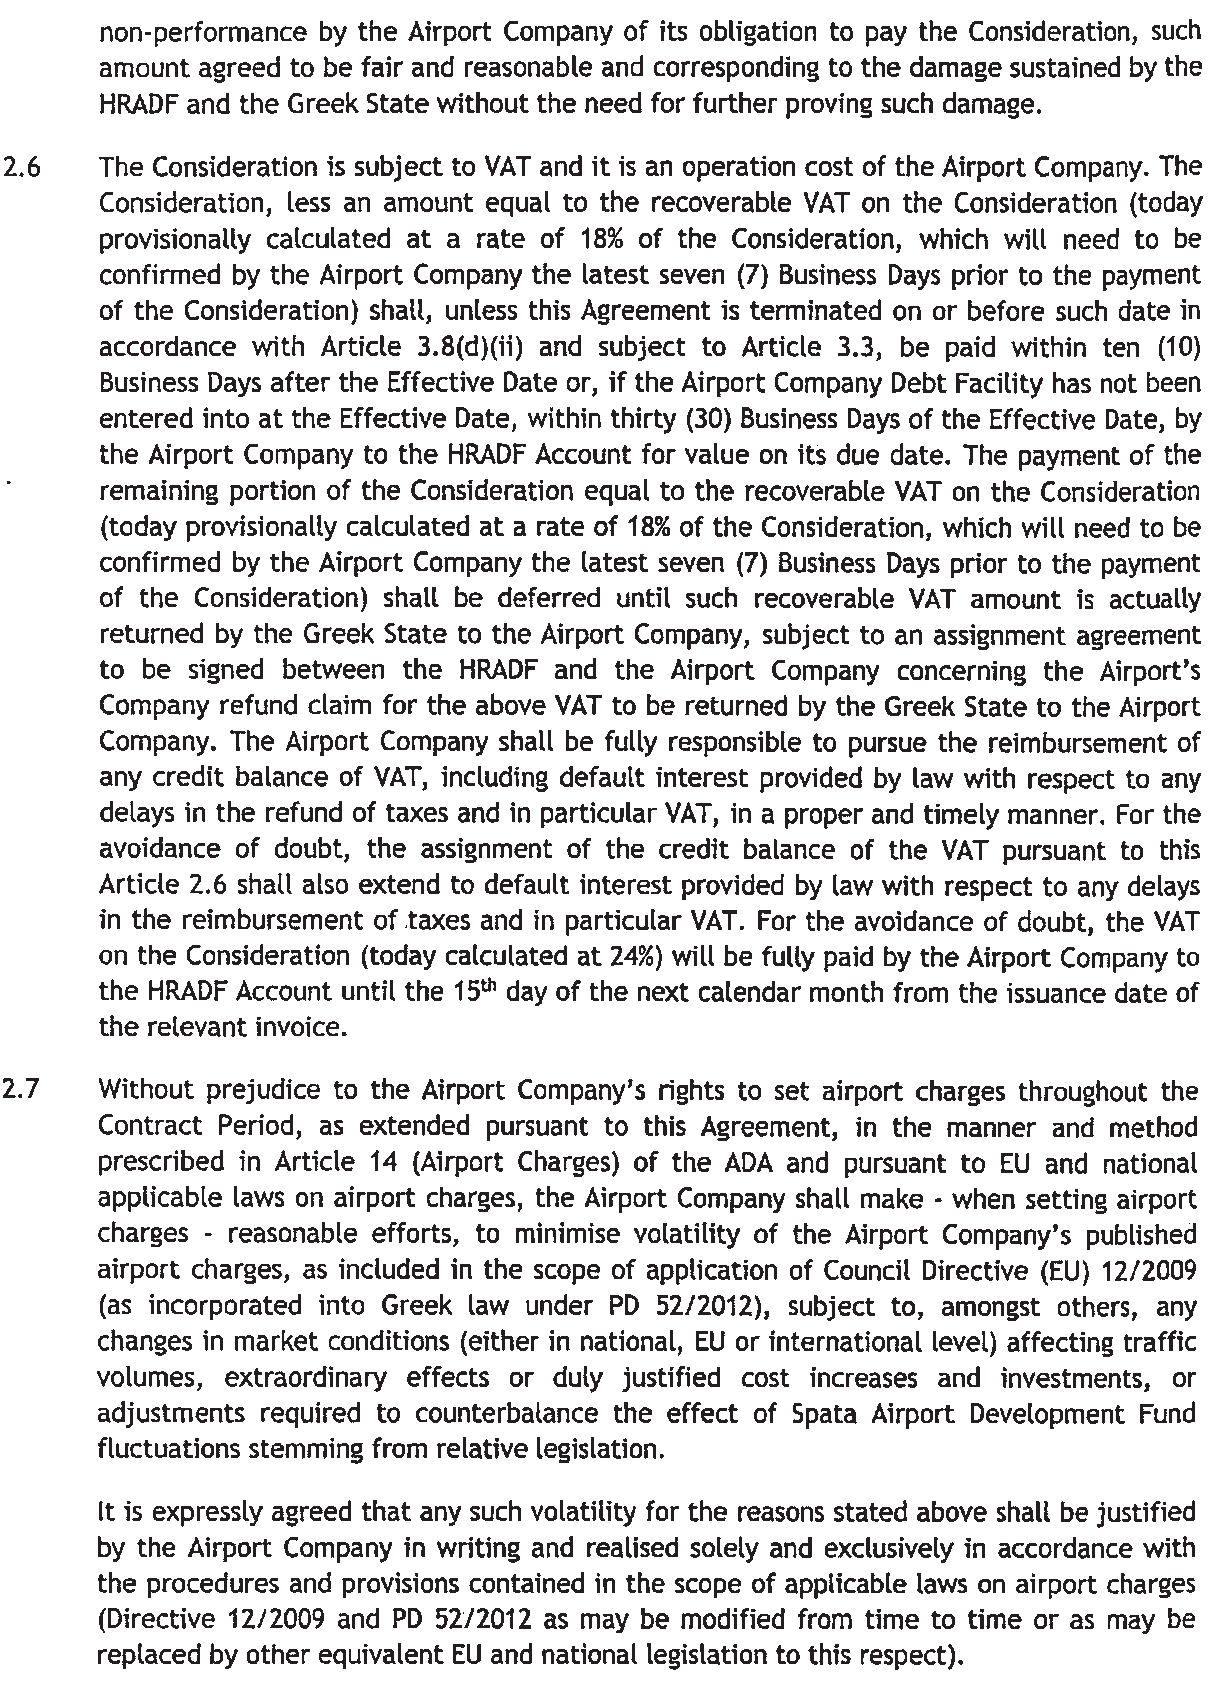 non-performance by the Airport Company of its obligation to pay the Consideration, such
amount agreed to be fair and reasonable and corresponding to the damage sustained by the
HRADF and the Greek State without the need for further proving such damage.
2.6 The Consideration is subject to VAT and it is an operation cost of the Airport Company. The
Consideration, less an amount equal to the recoverable VAT on the Consideration (today
provisionally calculated at a rate of 18% of the Consideration, which will need to be
confirmed by the Airport Company the latest seven (7) Business Days prior to the payment
of the Consideration) shall, unless this Agreement is terminated on or before such date in
accordance with Article 3.8(d)(ii) and subject to Article 3.3, be paid within ten (10)
Business Days after the Effective Date or, if the Airport Company Debt Facility has not been
entered into at the Effective Date, within thirty (30) Business Days of the Effective Date, by
the Airport Company to the HRADF Account for value on its due date. The payment of the
remaining portion of the Consideration equal to the recoverable VAT on the Consideration
(today provisionally calculated at a rate of 18% of the Consideration, which will need to be
confirmed by the Airport Company the latest seven (7) Business Days prior to the payment
of the Consideration) shall be deferred until such recoverable VAT amount is actually
returned by the Greek State to the Airport Company, subject to an assignment agreement
to be signed between the HRADF and the Airport Company concerning the Airport's
Company refund claim for the above VAT to be returned by the Greek State to the Airport
Company. The Airport Company shall be fully responsible to pursue the reimbursement of
any credit balance of VAT, including default interest provided by law with respect to any
delays in the refund of taxes and in particular VAT, in a proper and timely manner. For the
avoidance of doubt, the assignment of the credit balance of the VAT pursuant to this
Article 2.6 shall also extend to default interest provided by law with respect to any delays
in the reimbursement of taxes and in particular VAT. For the avoidance of doubt, the VAT
on the Consideration (today calculated at 24%) will be fully paid by the Airport Company to
the HRADF Account until the 15th day of the next calendar month from the issuance date of
the relevant invoice.
2.7 Without prejudice to the Airport Company's rights to set airport charges throughout the
Contract Period, as extended pursuant to this Agreement, in the manner and method
prescribed in Article 14 (Airport Charges) of the ADA and pursuant to EU and national
applicable laws on airport charges, the Airport Company shall make - when setting airport
charges - reasonable efforts, to minimise volatility of the Airport Company's published
airport charges, as included in the scope of application of Council Directive (EU) 12/2009
(as incorporated into Greek law under PD 52/2012), subject to, amongst others, any
changes in market conditions (either in national, EU or international level) affecting traffic
volumes, extraordinary effects or duly justified cost increases and investments, or
adjustments required to counterbalance the effect of Spata Airport Development Fund
fluctuations stemming from relative legislation.
It is expressly agreed that any such volatility for the reasons stated above shall be justified
by the Airport Company in writing and realised solely and exclusively in accordance with
the procedures and provisions contained in the scope of applicable laws on airport charges
(Directive 12/2009 and PD 52/2012 as may be modified from time to time or as may be
replaced by other equivalent EU and national legislation to this respect).